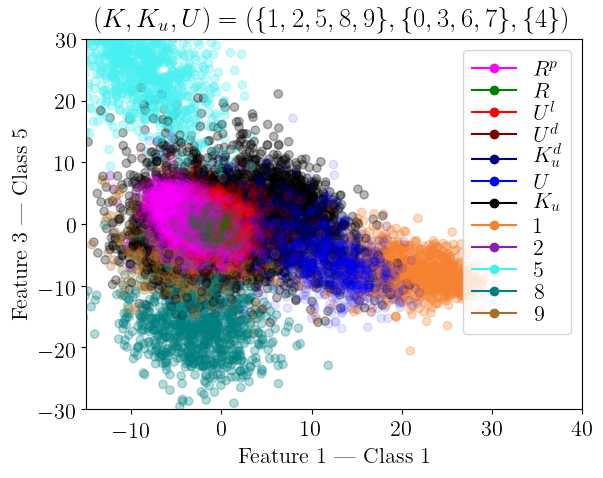 (K, K_u, U) = ({1, 2, 5, 8, 9}, {0, 3, 6, 7}, {4})
30
20
10
0
−10
−20
−30
Feature 3 — Class 5
R^p
R
U^l
U^d
K_u^d
U
K_u
1
2
5
8
9
−10
0
10
20
30
40
Feature 1 — Class 1